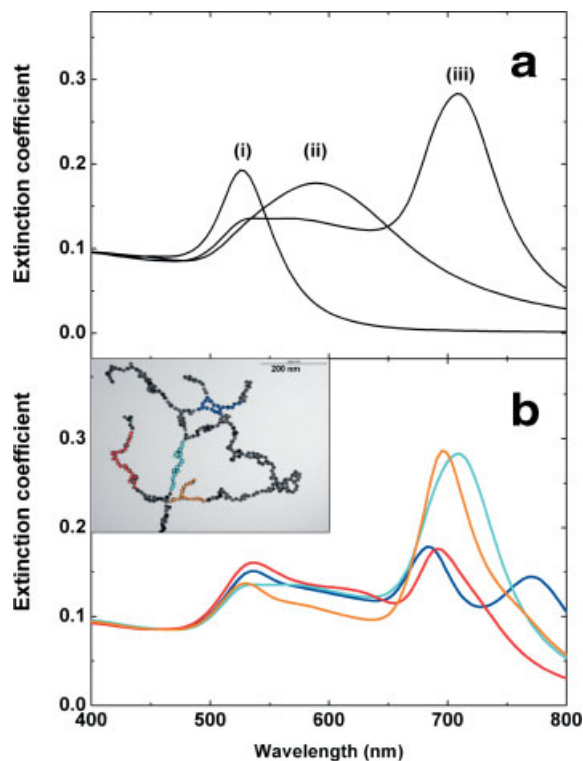 a
(iii)
(i)
(ii)
Extinction coefficient
0.3
0.2
0.1
0.0
200 nm
b
Extinction coefficient
0.3
0.2
0.1
0.0
400 500 600 700 800
Wavelength (nm)